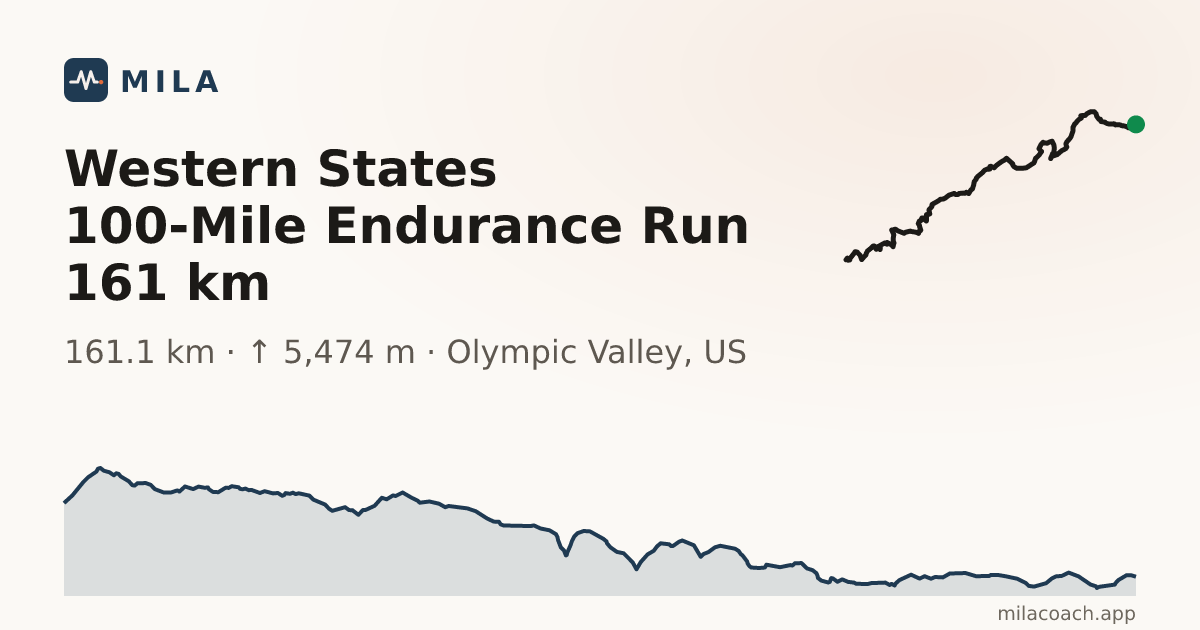 MILA
Western States
100-Mile Endurance Run
161 km
161.1 km · ↑ 5,474 m · Olympic Valley, US
milacoach.app